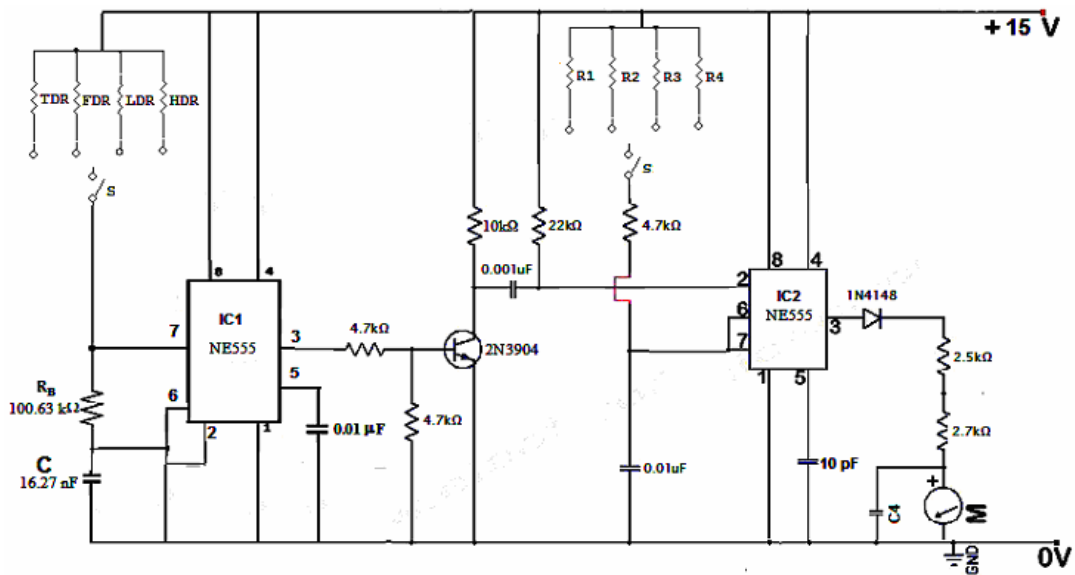 + 15 V
TDR FDR LDR HDR
R1 R2 R3 R4
S
S
10kΩ
22kΩ
4.7kΩ
0.001uF
8 4
IC1
NE555
7
3
5
6
2
1
R_B
100.63 kΩ
C
16.27 nF
0.01 µF
4.7kΩ
4.7kΩ
2N3904
8 4
2
IC2
NE555
6
7
3
1 5
1N4148
2.5kΩ
2.7kΩ
0.01uF
10 pF
C4
+
M
GND
0V